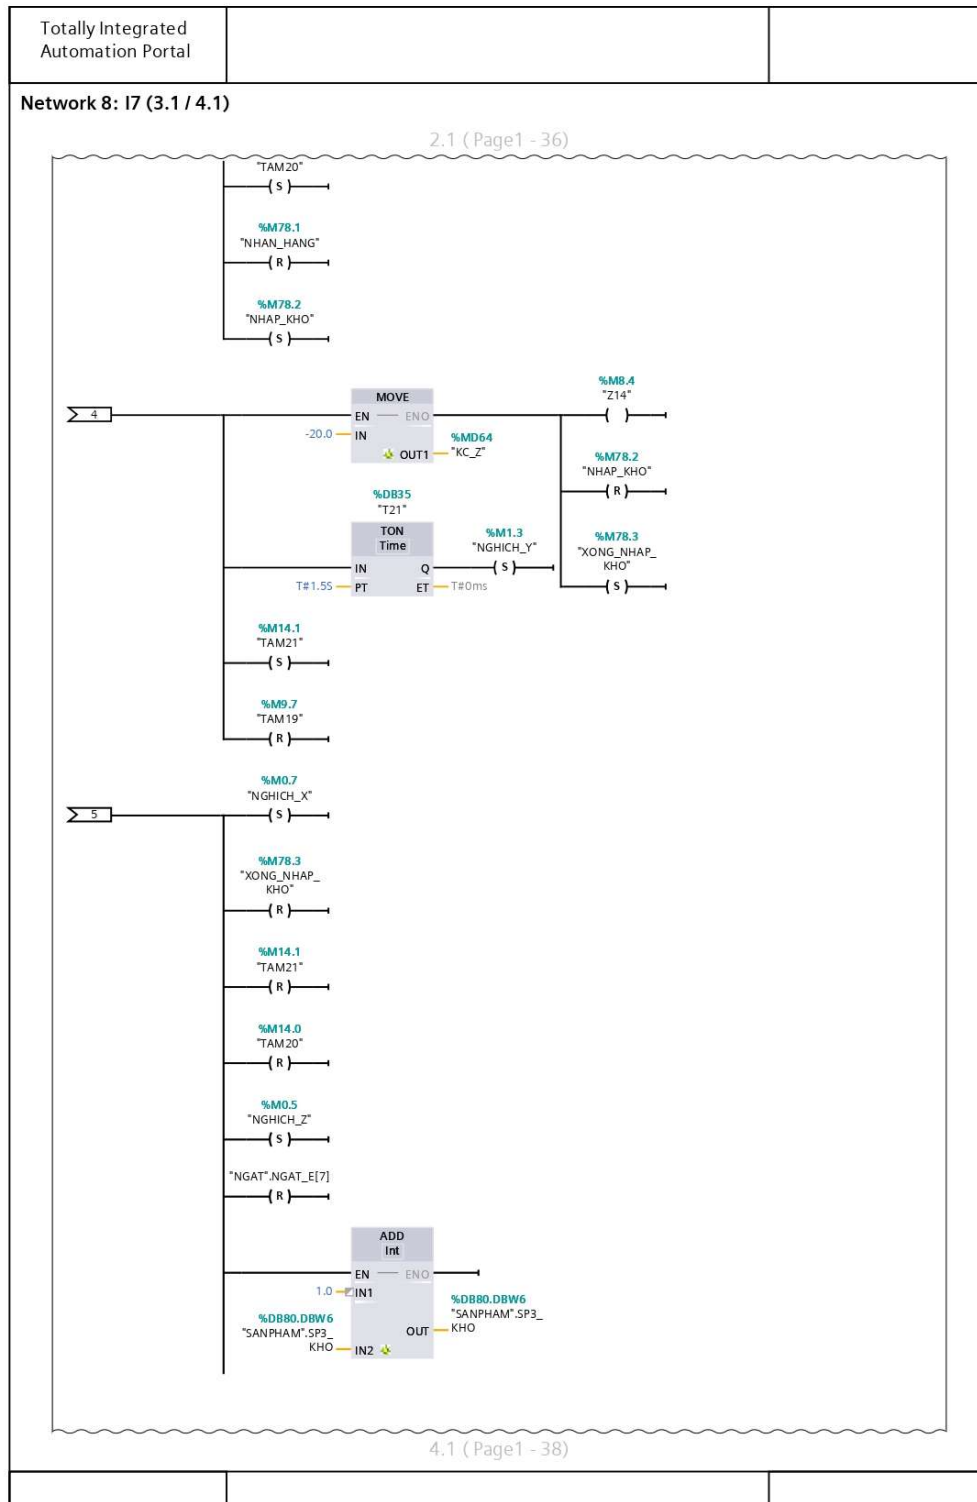 Totally Integrated
Automation Portal
Network 8: I7 (3.1 / 4.1)
2.1 ( Page1 - 36)
"TAM20"
( S )
%M78.1
"NHAN_HANG"
( R )
%M78.2
"NHAP_KHO"
( S )
4
MOVE
EN ENO
-20.0 IN
OUT1
%MD64
"KC_Z"
%M8.4
"Z14"
( )
%M78.2
"NHAP_KHO"
( R )
%M78.3
"XONG_NHAP_
KHO"
( S )
%DB35
"T21"
TON
Time
IN Q
T#1.5S PT ET T#0ms
%M1.3
"NGHICH_Y"
( S )
%M14.1
"TAM21"
( S )
%M9.7
"TAM19"
( R )
5
%M0.7
"NGHICH_X"
( S )
%M78.3
"XONG_NHAP_
KHO"
( R )
%M14.1
"TAM21"
( R )
%M14.0
"TAM20"
( R )
%M0.5
"NGHICH_Z"
( S )
"NGAT".NGAT_E[7]
( R )
ADD
Int
EN ENO
1.0 IN1
%DB80.DBW6
"SANPHAM".SP3_
KHO IN2
OUT
%DB80.DBW6
"SANPHAM".SP3_
KHO
4.1 ( Page1 - 38)